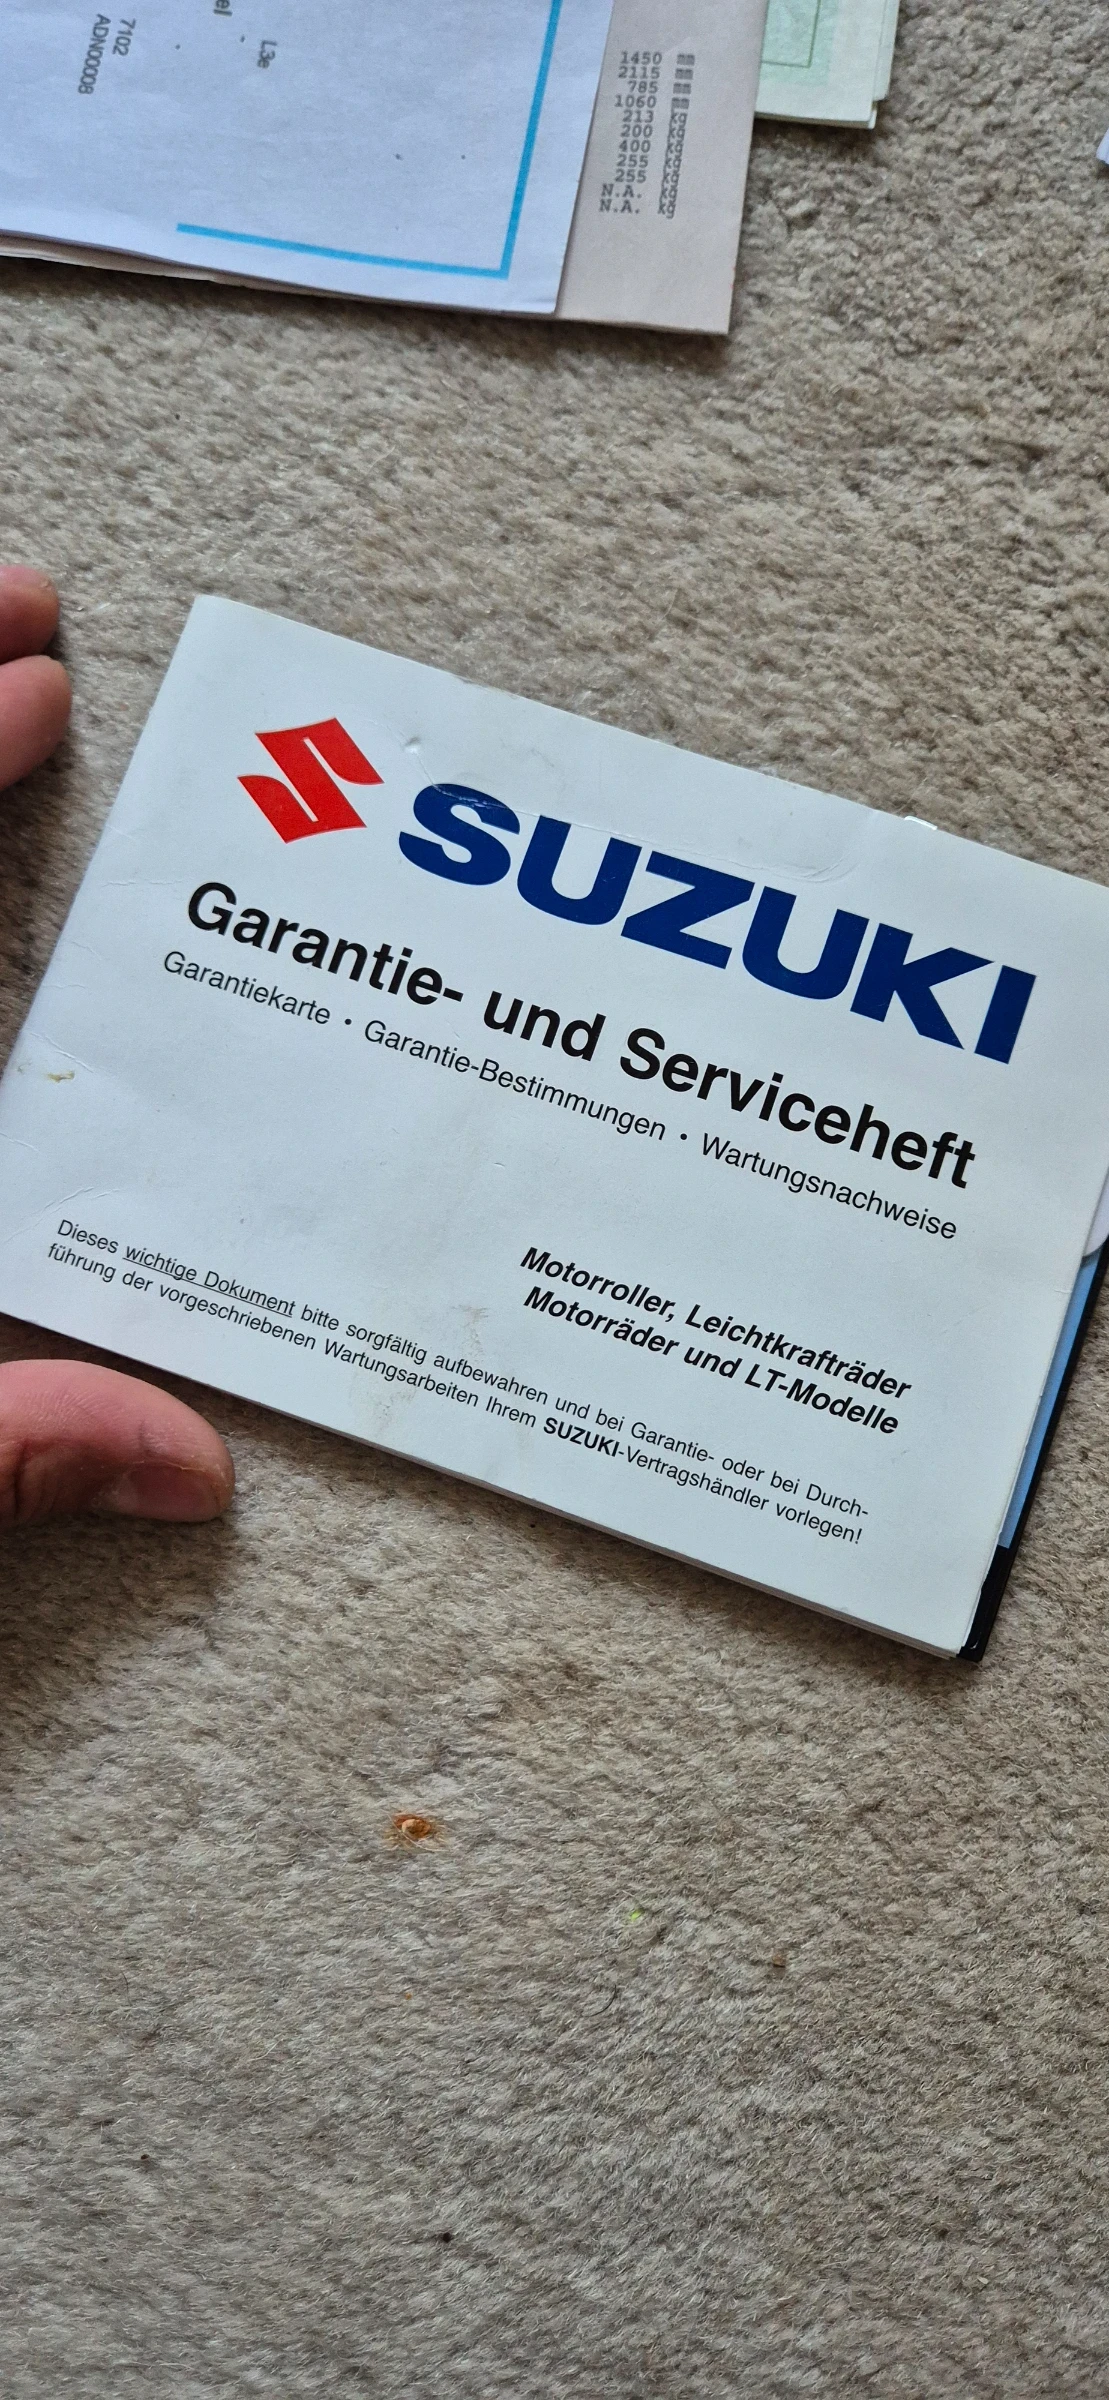 el
L3e
7102
ADN00008
1450 mm
2115 mm
785 mm
1060 mm
213 kg
200 kg
400 kg
255 kg
255 kg
N.A. kg
N.A. kg
SUZUKI
Garantie- und Serviceheft
Garantiekarte • Garantie-Bestimmungen • Wartungsnachweise
Motorroller, Leichtkrafträder
Motorräder und LT-Modelle
Dieses wichtige Dokument bitte sorgfältig aufbewahren und bei Garantie- oder bei Durch-
führung der vorgeschriebenen Wartungsarbeiten Ihrem SUZUKI-Vertragshändler vorlegen!